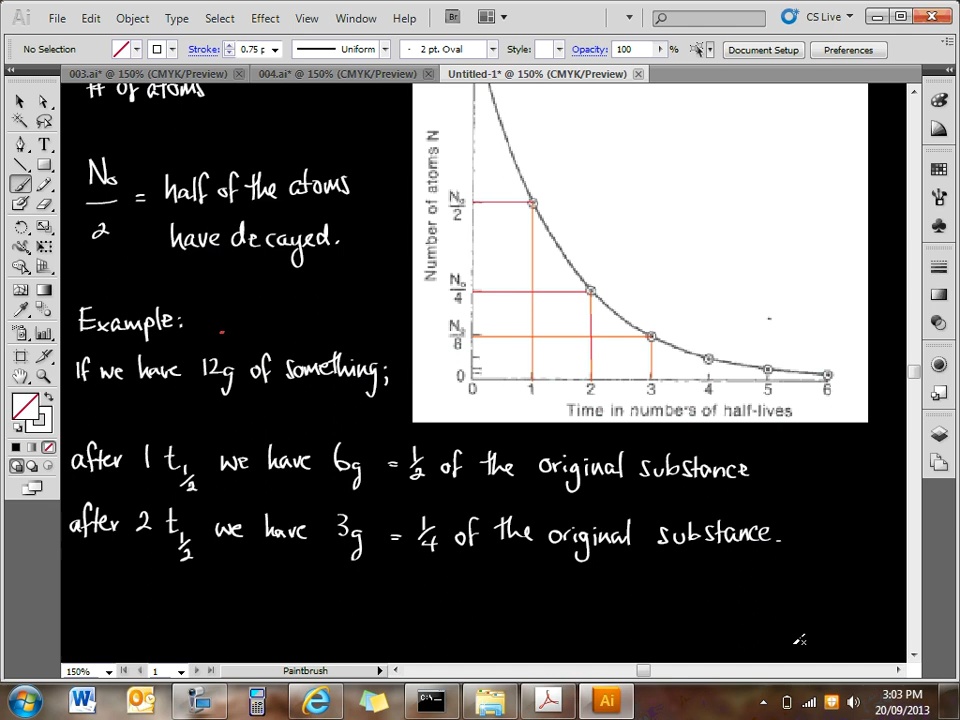 Ai File Edit Object Type Select Effect View Window Help Br CS Live
No Selection Stroke: 0.75 p Uniform 2 pt. Oval Style: Opacity: 100 % Document Setup Preferences
003.ai* @ 150% (CMYK/Preview) 004.ai* @ 150% (CMYK/Preview) Untitled-1* @ 150% (CMYK/Preview)
# of atoms
N₀/2 = half of the atoms
have decayed.
Example:
If we have 12g of something;
Number of atoms N
N₀/2
N₀/4
N₀/8
0
0 1 2 3 4 5 6
Time in numbers of half-lives
after 1 t1/2 we have 6g = 1/2 of the original substance
after 2 t1/2 we have 3g = 1/4 of the original substance.
150% 1 Paintbrush
3:03 PM
20/09/2013